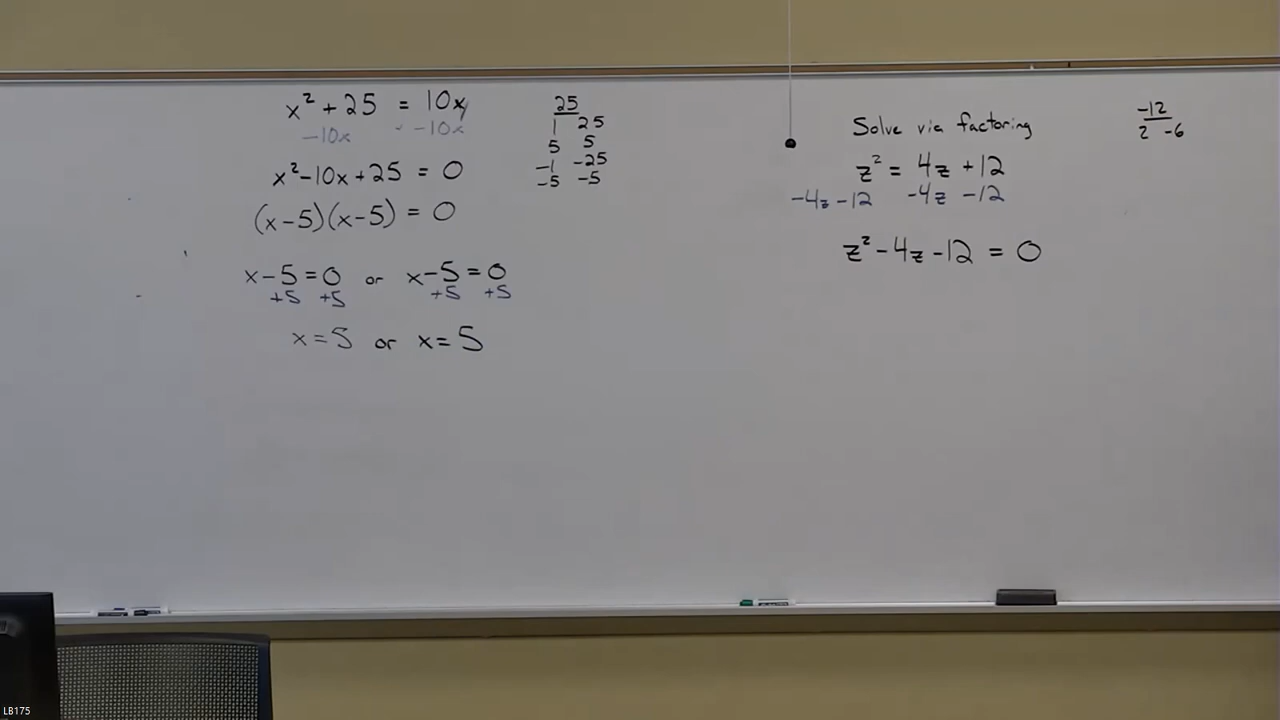 x² + 25 = 10x
-10x -10x
x² - 10x + 25 = 0
(x - 5)(x - 5) = 0
x - 5 = 0 or x - 5 = 0
+5 +5 +5 +5
x = 5 or x = 5
25
1 25
5 5
-1 -25
-5 -5
Solve via factoring
z² = 4z + 12
-4z - 12 -4z - 12
z² - 4z - 12 = 0
-12
2 -6
LB175